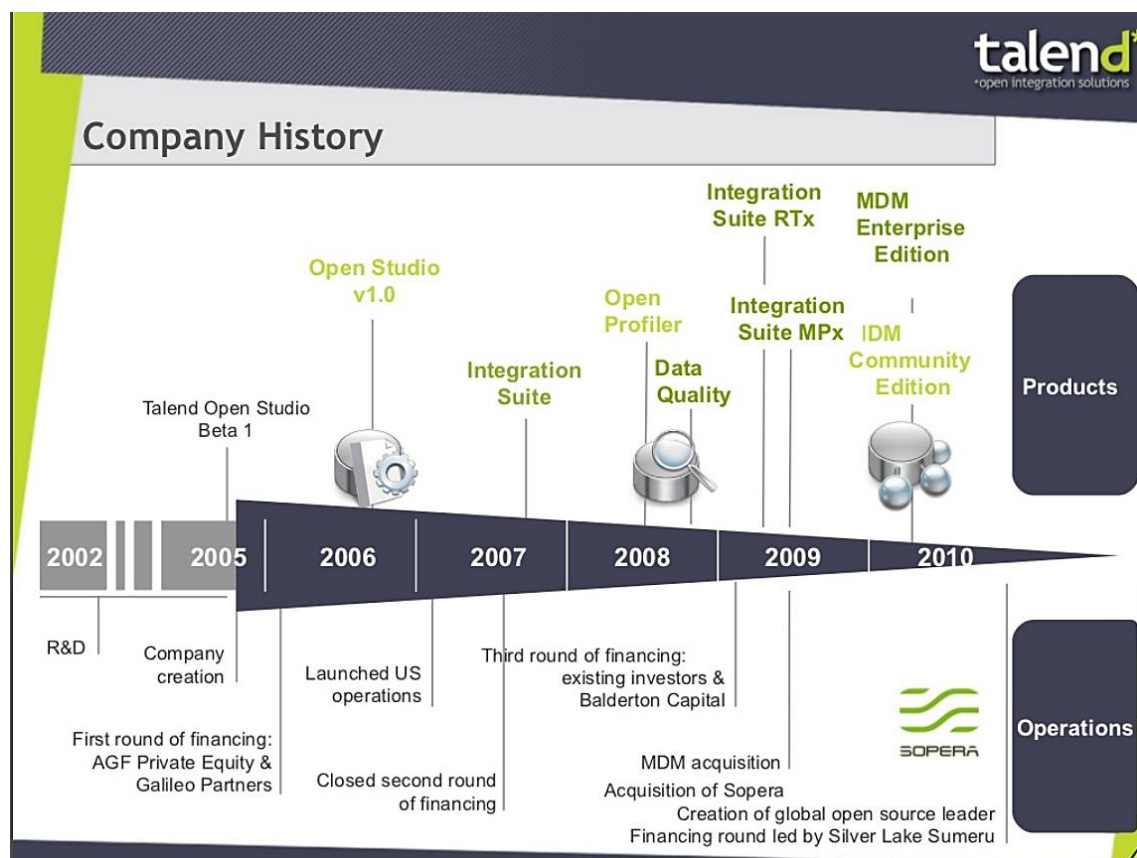 talend*
*open integration solutions
Company History
Integration
Suite RTx
MDM
Enterprise
Edition
Open Studio
v1.0
Open
Profiler
Integration
Suite MPx
IDM
Community
Edition
Integration
Suite
Data
Quality
Products
Talend Open Studio
Beta 1
2002
2005
2006
2007
2008
2009
2010
R&D
Company
creation
Launched US
operations
Third round of financing:
existing investors &
Balderton Capital
First round of financing:
AGF Private Equity &
Galileo Partners
Closed second round
of financing
MDM acquisition
Acquisition of Sopera
Creation of global open source leader
Financing round led by Silver Lake Sumeru
SOPERA
Operations